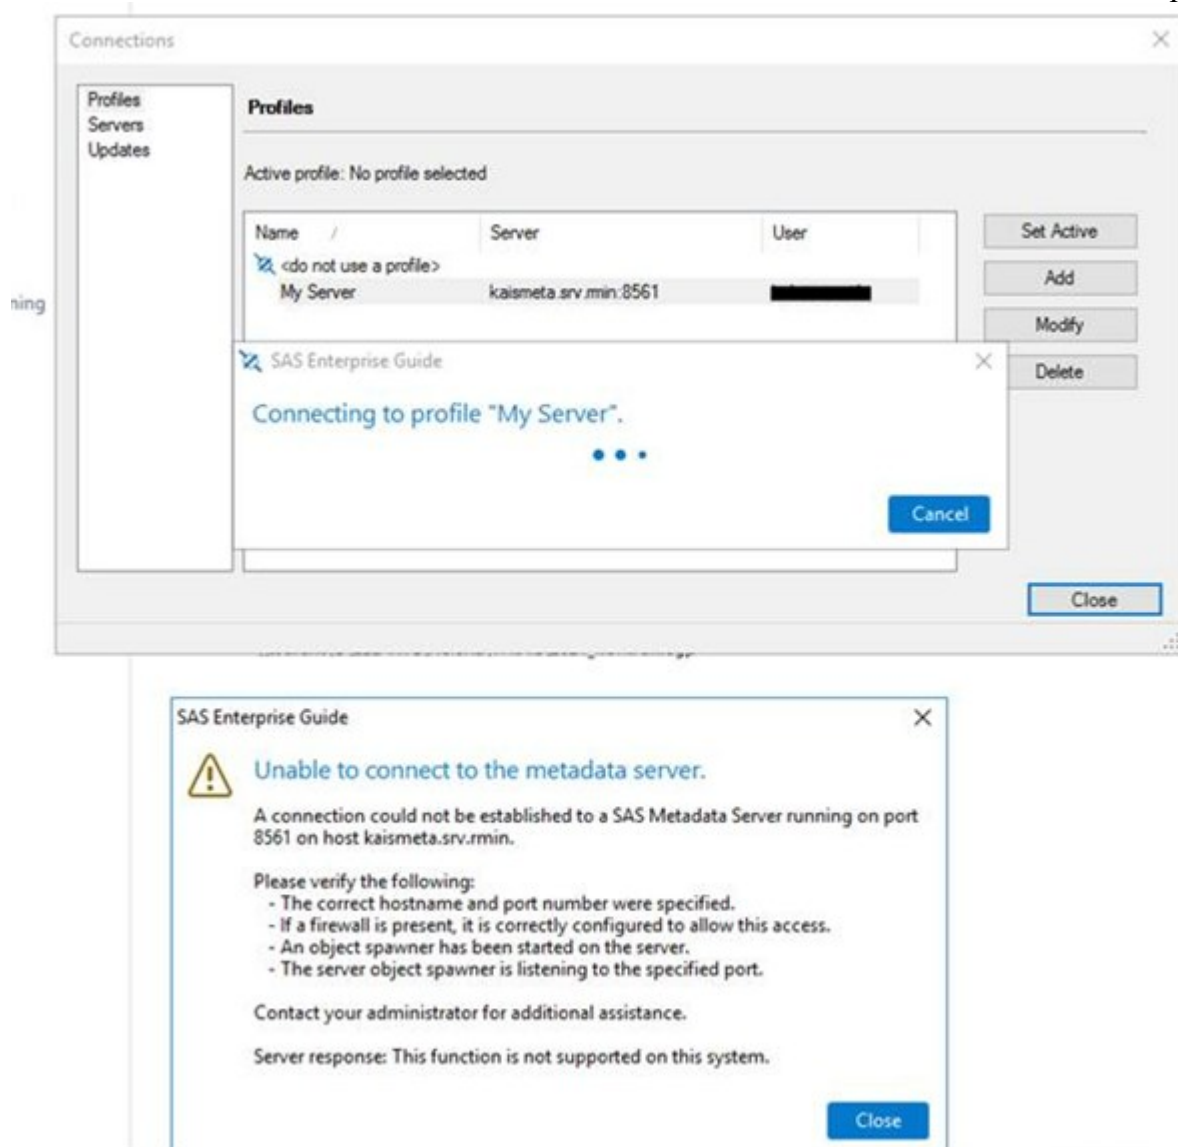 Connections
Profiles
Servers
Updates
Profiles
Active profile: No profile selected
Name / Server User
<do not use a profile>
My Server kaismeta.srv.rmin:8561
Set Active
Add
Modify
Delete
ning
SAS Enterprise Guide
Connecting to profile "My Server".
Cancel
Close
SAS Enterprise Guide
Unable to connect to the metadata server.
A connection could not be established to a SAS Metadata Server running on port
8561 on host kaismeta.srv.rmin.
Please verify the following:
- The correct hostname and port number were specified.
- If a firewall is present, it is correctly configured to allow this access.
- An object spawner has been started on the server.
- The server object spawner is listening to the specified port.
Contact your administrator for additional assistance.
Server response: This function is not supported on this system.
Close